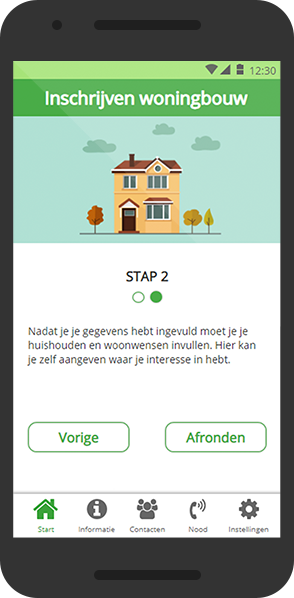 12:30
Inschrijven woningbouw
STAP 2
Nadat je je gegevens hebt ingevuld moet je je
huishouden en woonwensen invullen. Hier kan
je zelf aangeven waar je interesse in hebt.
Vorige Afronden
Start Informatie Contacten Nood Instellingen